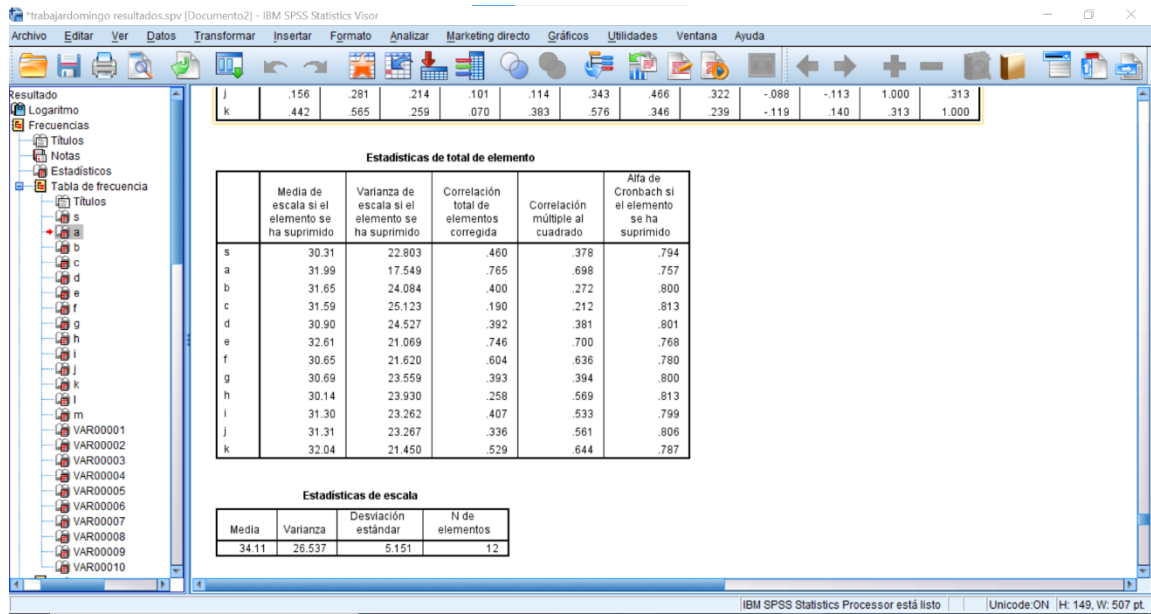 *trabajardomingo resultados.spv [Documento2] - IBM SPSS Statistics Visor
Archivo Editar Ver Datos Transformar Insertar Formato Analizar Marketing directo Gráficos Utilidades Ventana Ayuda
Resultado
Logaritmo
Frecuencias
Títulos
Notas
Estadísticos
Tabla de frecuencia
Títulos
s
a
b
c
d
e
f
g
h
i
j
k
l
m
VAR00001
VAR00002
VAR00003
VAR00004
VAR00005
VAR00006
VAR00007
VAR00008
VAR00009
VAR00010
j .156 .281 .214 .101 .114 .343 .466 .322 -.088 -.113 1.000 .313
k .442 .565 .259 .070 .383 .576 .346 .239 -.119 .140 .313 1.000
Estadísticas de total de elemento
Media de escala si el elemento se ha suprimido
Varianza de escala si el elemento se ha suprimido
Correlación total de elementos corregida
Correlación múltiple al cuadrado
Alfa de Cronbach si el elemento se ha suprimido
s 30.31 22.803 .460 .378 .794
a 31.99 17.549 .765 .698 .757
b 31.65 24.084 .400 .272 .800
c 31.59 25.123 .190 .212 .813
d 30.90 24.527 .392 .381 .801
e 32.61 21.069 .746 .700 .768
f 30.65 21.620 .604 .636 .780
g 30.69 23.559 .393 .394 .800
h 30.14 23.930 .258 .569 .813
i 31.30 23.262 .407 .533 .799
j 31.31 23.267 .336 .561 .806
k 32.04 21.450 .529 .644 .787
Estadísticas de escala
Media Varianza Desviación estándar N de elementos
34.11 26.537 5.151 12
IBM SPSS Statistics Processor está listo Unicode:ON H: 149, W: 507 pt.